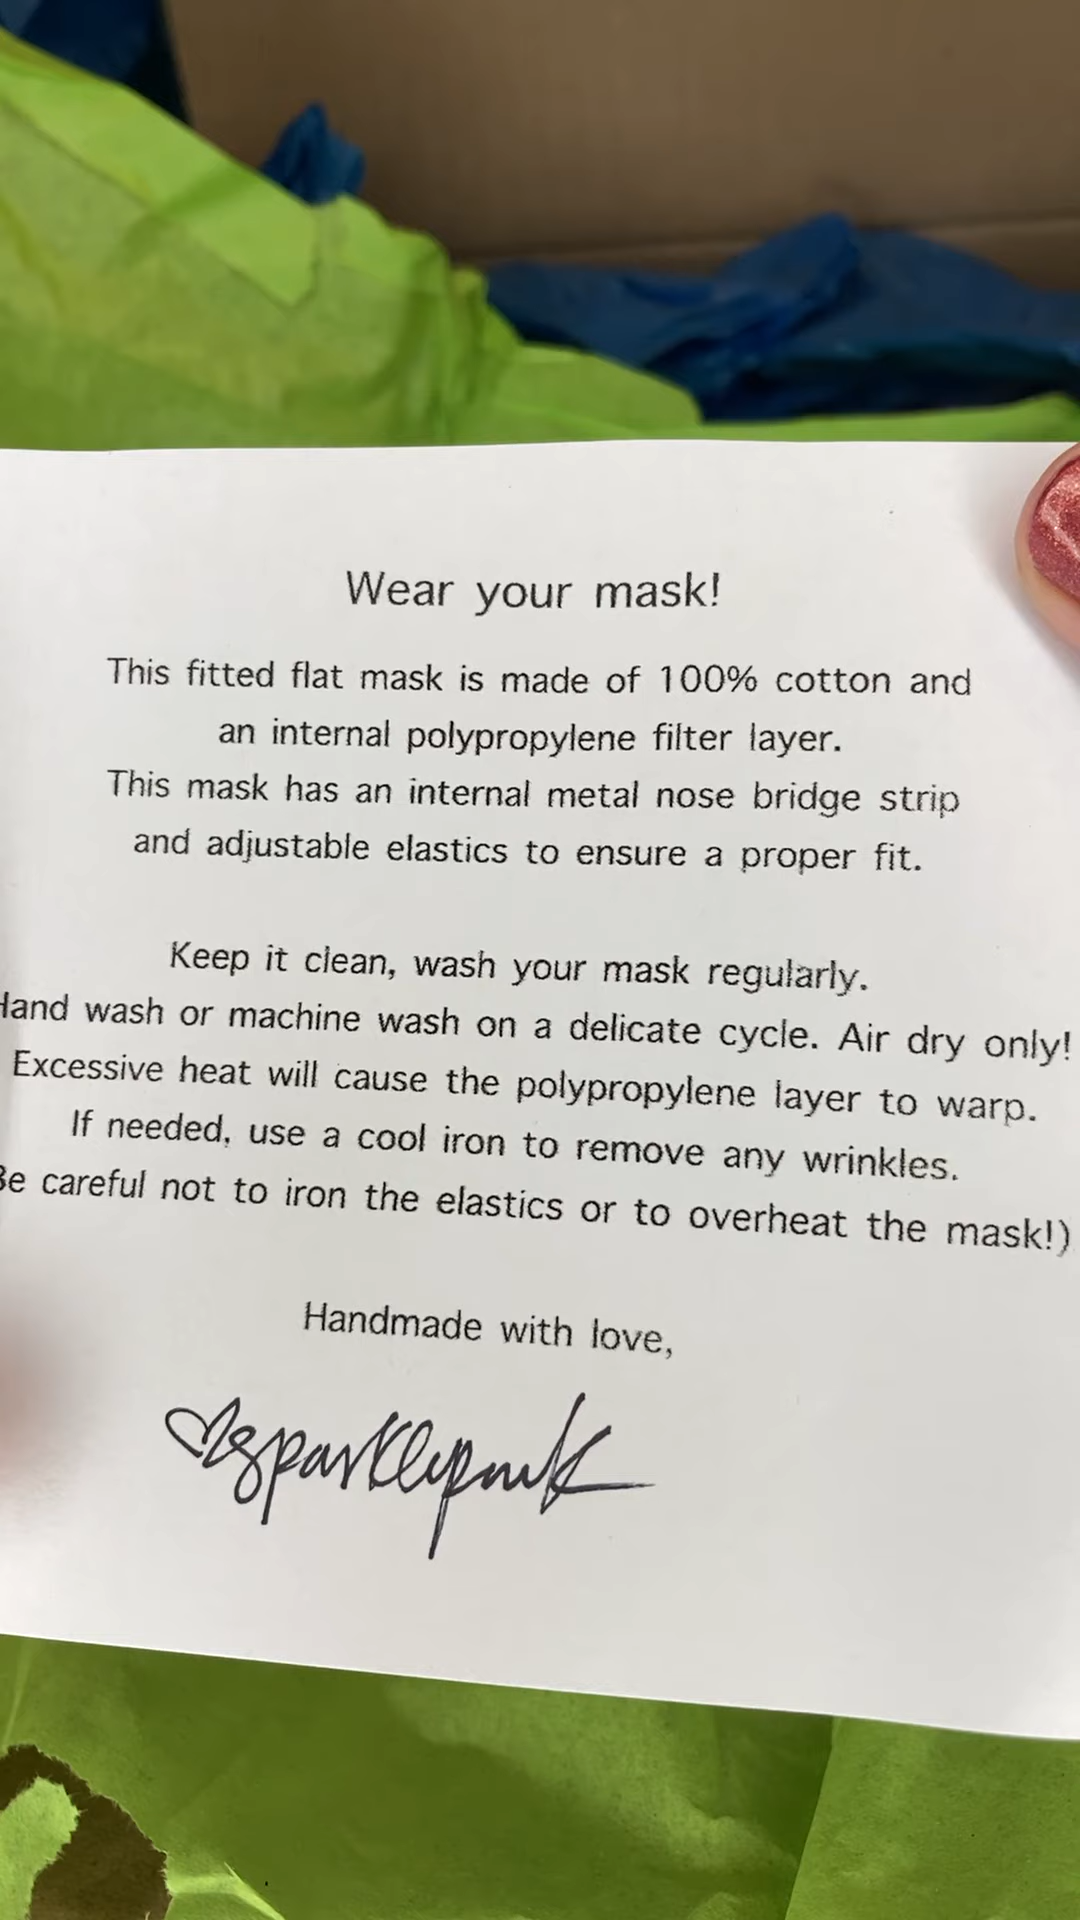 Wear your mask!
This fitted flat mask is made of 100% cotton and
an internal polypropylene filter layer.
This mask has an internal metal nose bridge strip
and adjustable elastics to ensure a proper fit.
Keep it clean, wash your mask regularly.
Hand wash or machine wash on a delicate cycle. Air dry only!
Excessive heat will cause the polypropylene layer to warp.
If needed, use a cool iron to remove any wrinkles.
Be careful not to iron the elastics or to overheat the mask!)
Handmade with love,
♡sparklypunk